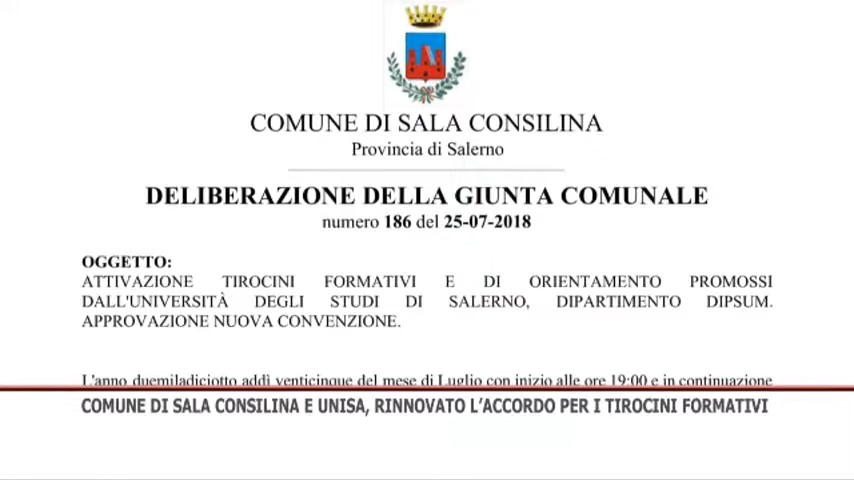 COMUNE DI SALA CONSILINA
Provincia di Salerno
DELIBERAZIONE DELLA GIUNTA COMUNALE
numero 186 del 25-07-2018
OGGETTO:
ATTIVAZIONE TIROCINI FORMATIVI E DI ORIENTAMENTO PROMOSSI
DALL'UNIVERSITÀ DEGLI STUDI DI SALERNO, DIPARTIMENTO DIPSUM.
APPROVAZIONE NUOVA CONVENZIONE.
L'anno duemiladiciotto addì venticinque del mese di Luglio con inizio alle ore 19:00 e in continuazione
COMUNE DI SALA CONSILINA E UNISA, RINNOVATO L'ACCORDO PER I TIROCINI FORMATIVI